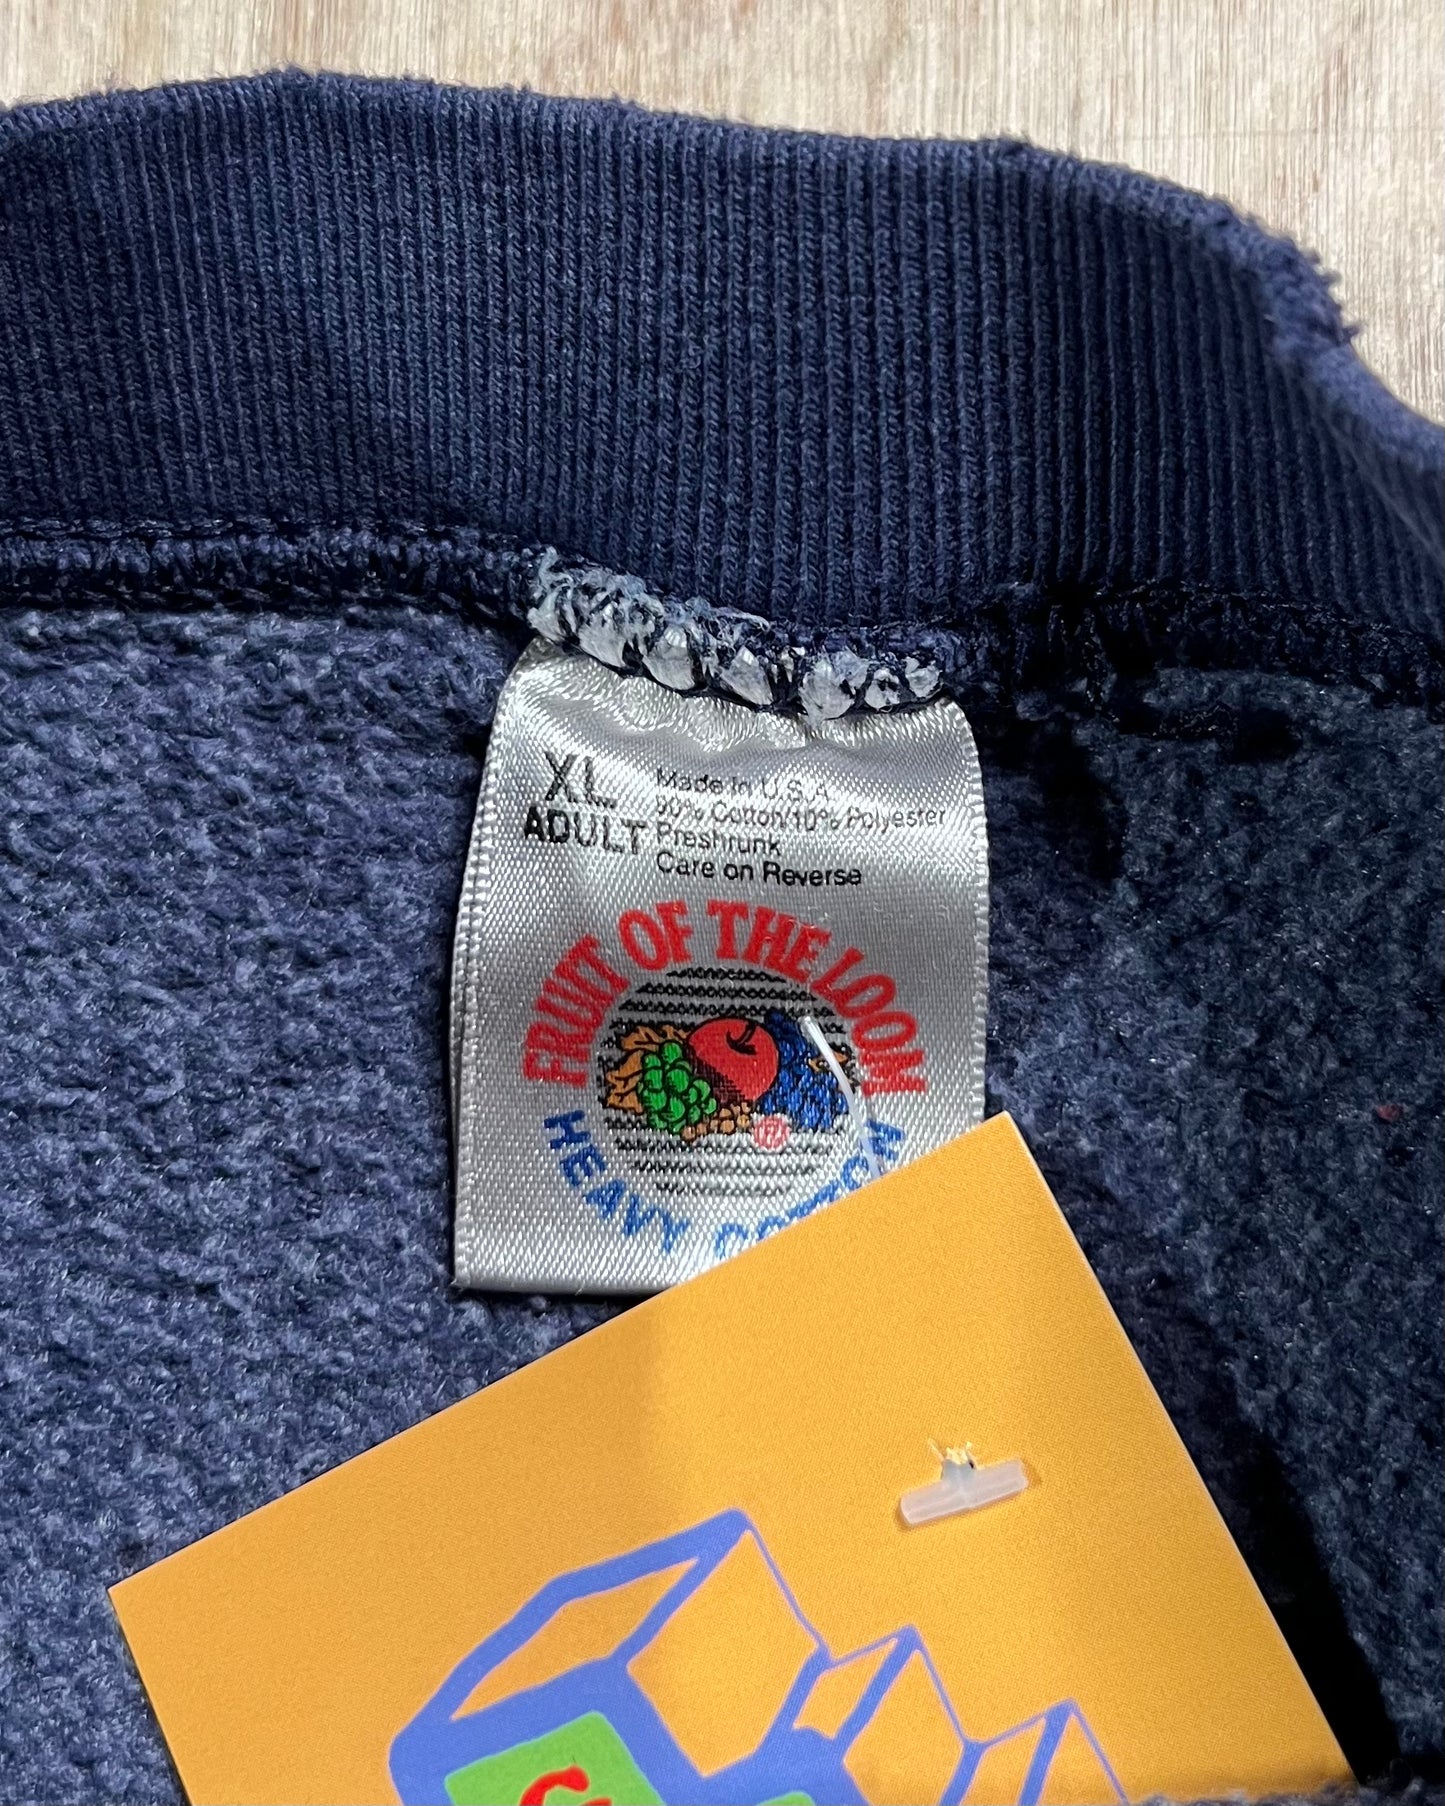 XL
ADULT
Made in U.S.A.
90% Cotton/10% Polyester
Preshrunk
Care on Reverse
FRUIT OF THE LOOM
®
HEAVY COTTON